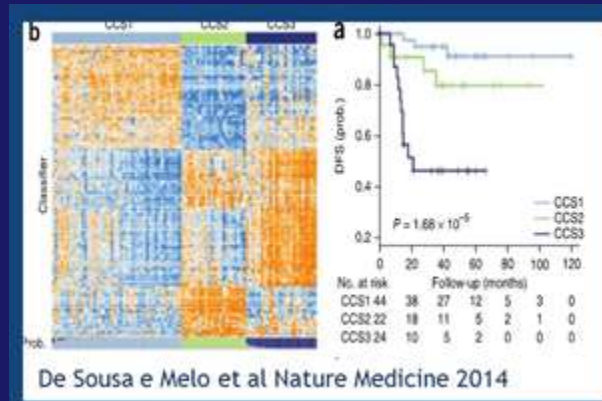 b
CCS1 CCS2 CCS3
Classifier
Prob.
a
DFS (prob.)
1.0
0.8
0.6
0.4
0.2
P = 1.68 × 10⁻⁵
CCS1
CCS2
CCS3
0 20 40 60 80 100 120
No. at risk Follow-up (months)
CCS1 44 38 27 12 5 3 0
CCS2 22 18 11 5 2 1 0
CCS3 24 10 5 2 0 0 0
De Sousa e Melo et al Nature Medicine 2014